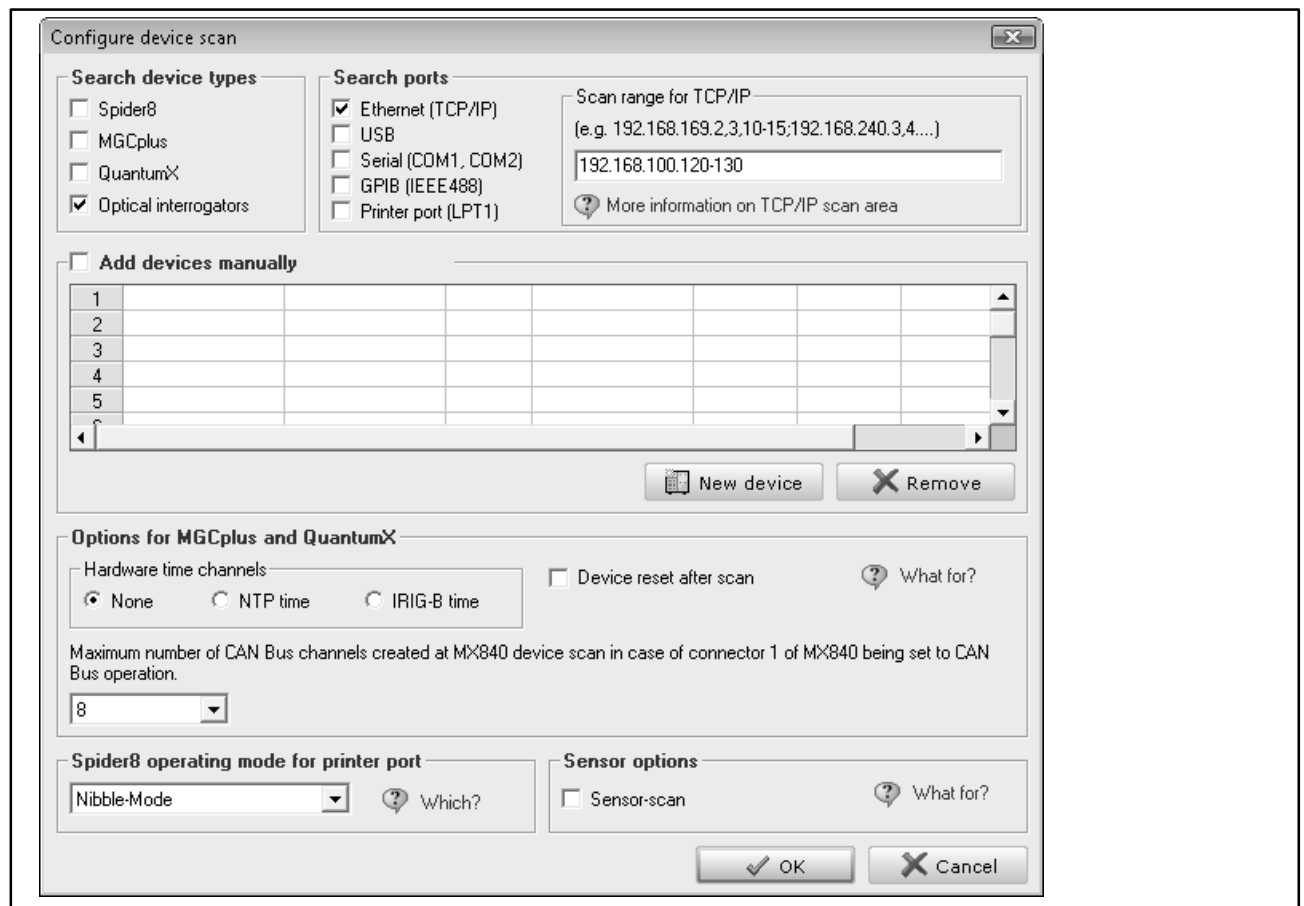 Configure device scan
Search device types
Spider8
MGCplus
QuantumX
Optical interrogators
Search ports
Ethernet (TCP/IP)
USB
Serial (COM1, COM2)
GPIB (IEEE488)
Printer port (LPT1)
Scan range for TCP/IP
(e.g. 192.168.169.2,3,10-15;192.168.240.3,4....)
192.168.100.120-130
More information on TCP/IP scan area
Add devices manually
1
2
3
4
5
New device
Remove
Options for MGCplus and QuantumX
Hardware time channels
None
NTP time
IRIG-B time
Device reset after scan
What for?
Maximum number of CAN Bus channels created at MX840 device scan in case of connector 1 of MX840 being set to CAN
Bus operation.
8
Spider8 operating mode for printer port
Nibble-Mode
Which?
Sensor options
Sensor-scan
What for?
OK
Cancel